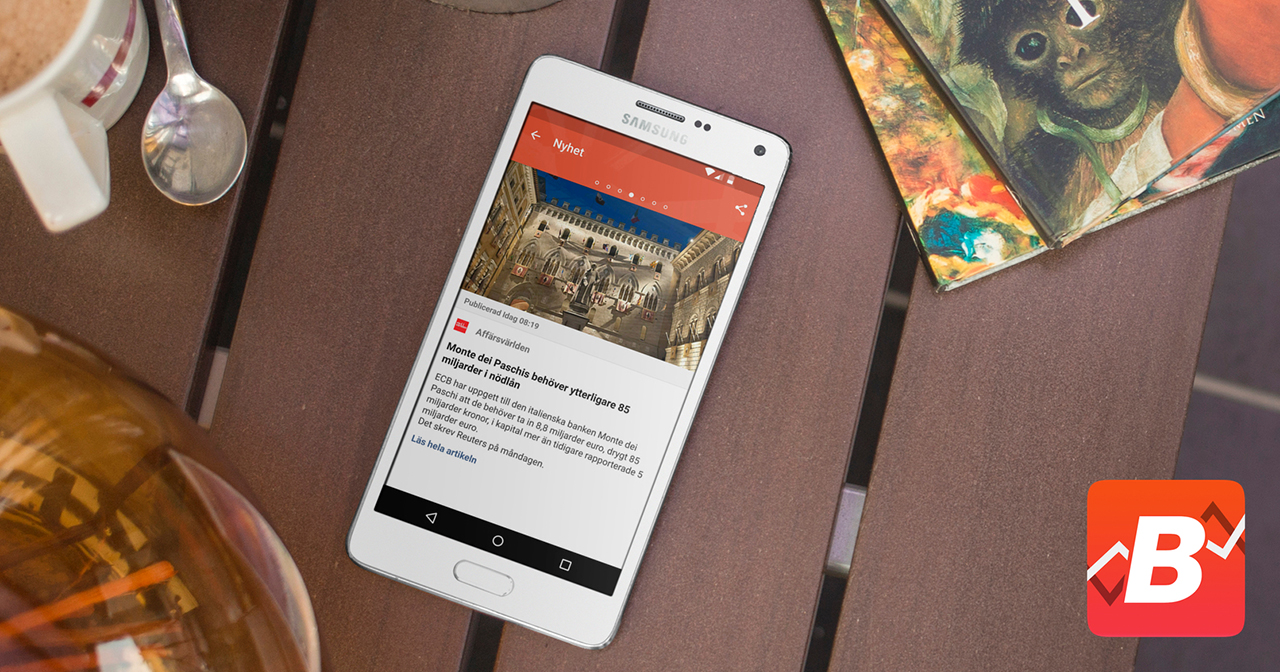 SAMSUNG
Nyhet
Publicerad Idag 08:19
Affärsvärlden
Monte dei Paschis behöver ytterligare 85
miljarder i nödlån
ECB har uppgett till den italienska banken Monte dei
Paschi att de behöver ta in 8,8 miljarder euro, drygt 85
miljarder kronor, i kapital mer än tidigare rapporterade 5
miljarder euro.
Det skrev Reuters på måndagen.
Läs hela artikeln
B